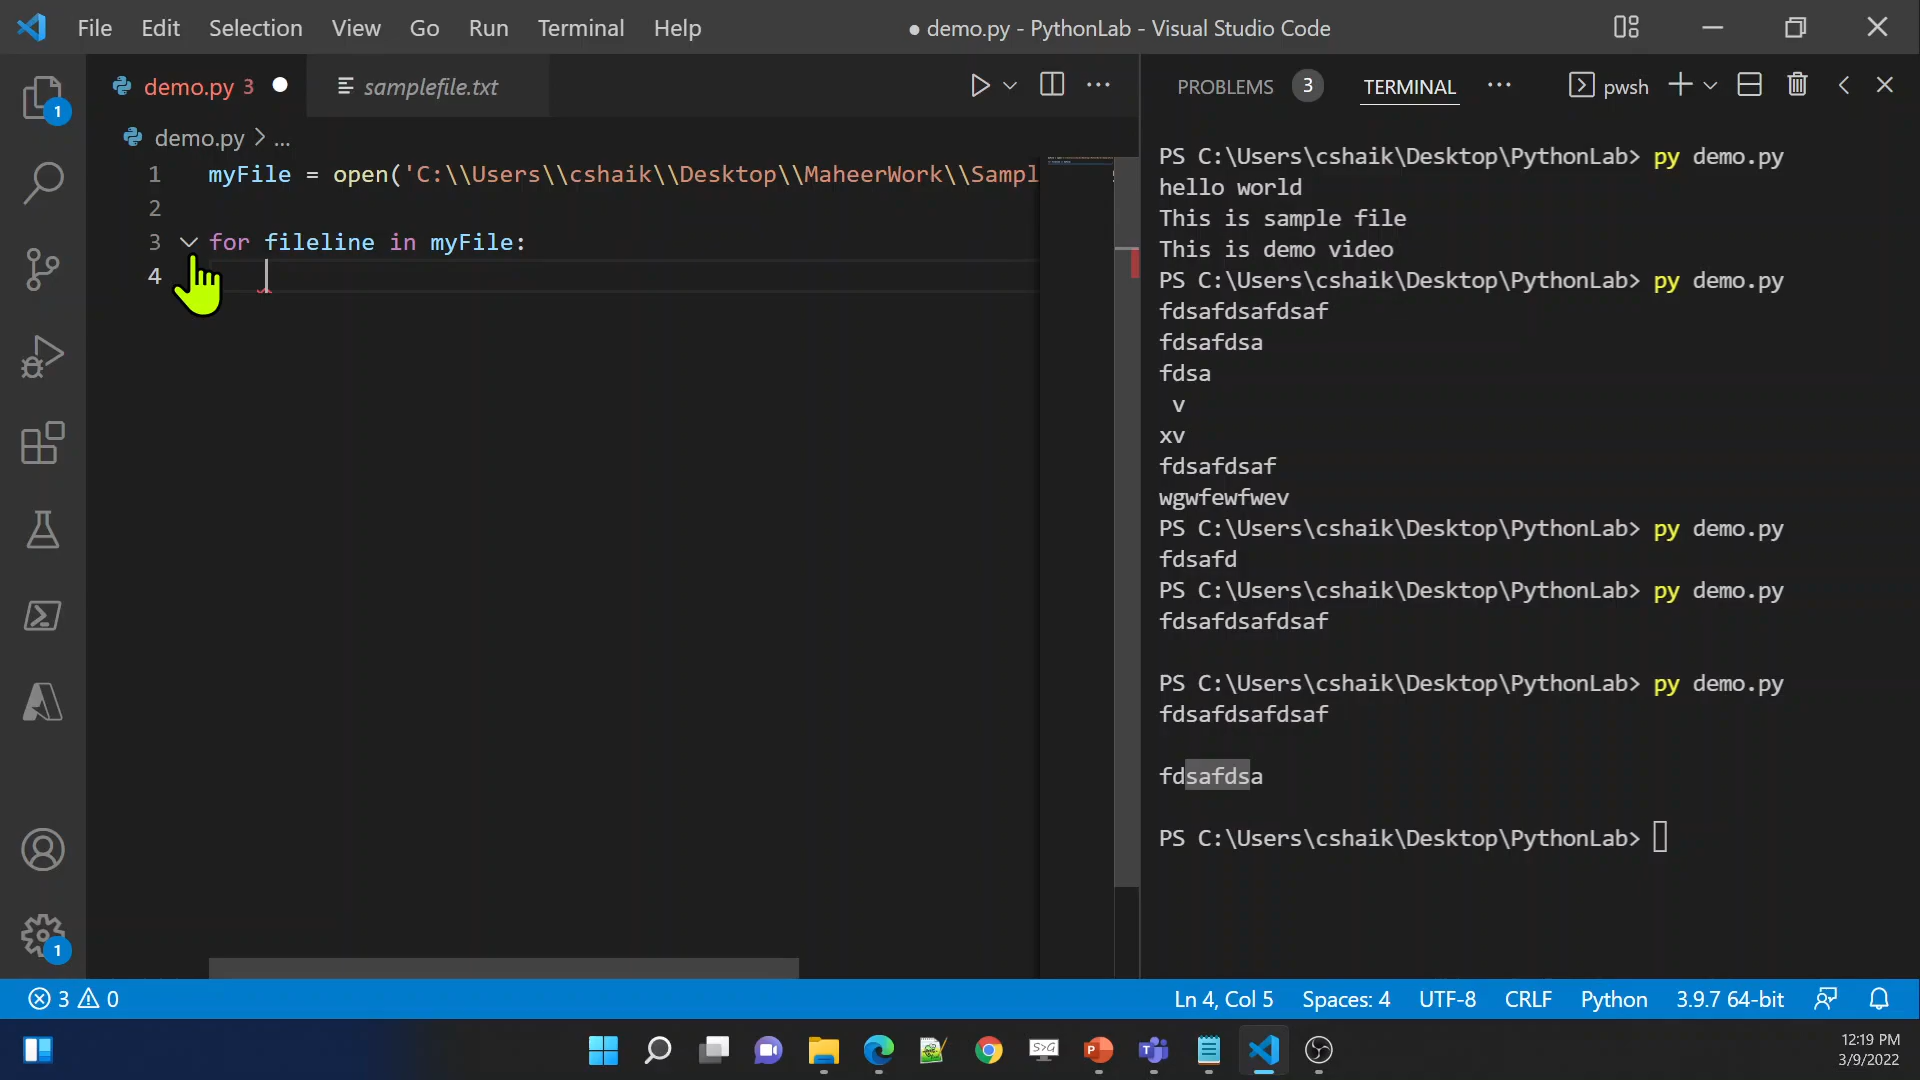 File Edit Selection View Go Run Terminal Help
● demo.py - PythonLab - Visual Studio Code
demo.py 3 ●
samplefile.txt
demo.py > ...
1 myFile = open('C:\\Users\\cshaik\\Desktop\\MaheerWork\\Sampl
2
3 for fileline in myFile:
4
PROBLEMS 3 TERMINAL ... pwsh
PS C:\Users\cshaik\Desktop\PythonLab> py demo.py
hello world
This is sample file
This is demo video
PS C:\Users\cshaik\Desktop\PythonLab> py demo.py
fdsafdsafdsaf
fdsafdsa
fdsa
v
xv
fdsafdsaf
wgwfewfwev
PS C:\Users\cshaik\Desktop\PythonLab> py demo.py
fdsafd
PS C:\Users\cshaik\Desktop\PythonLab> py demo.py
fdsafdsafdsaf
PS C:\Users\cshaik\Desktop\PythonLab> py demo.py
fdsafdsafdsaf
fdsafdsa
PS C:\Users\cshaik\Desktop\PythonLab>
1
1
3 0
Ln 4, Col 5 Spaces: 4 UTF-8 CRLF Python 3.9.7 64-bit
S>G
12:19 PM
3/9/2022